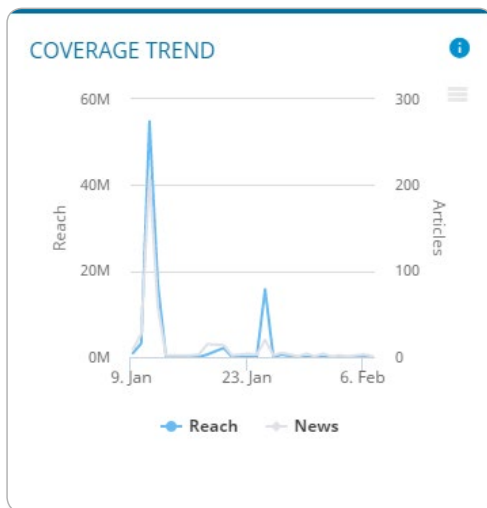 COVERAGE TREND
60M
40M
20M
0M
Reach
300
200
100
0
Articles
9. Jan
23. Jan
6. Feb
Reach
News